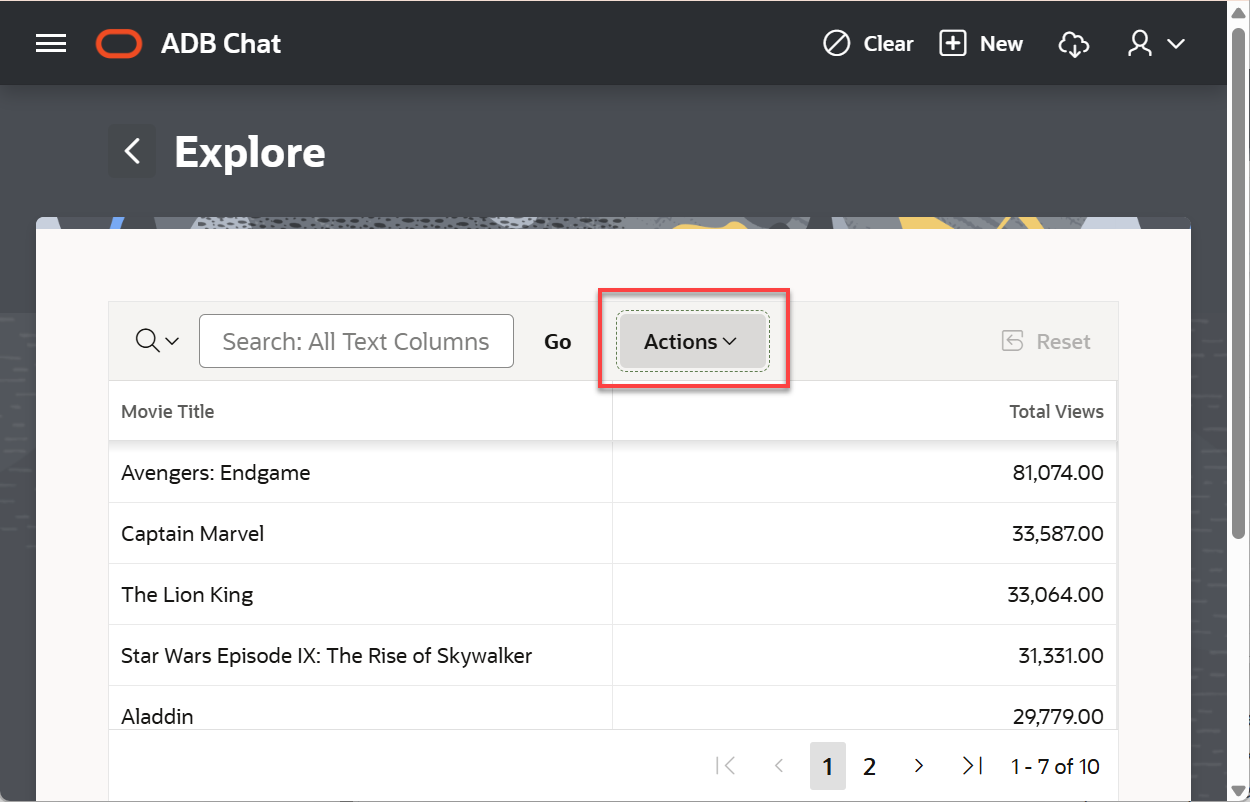 ADB Chat Clear New
Explore
Search: All Text Columns Go Actions Reset
Movie Title Total Views
Avengers: Endgame 81,074.00
Captain Marvel 33,587.00
The Lion King 33,064.00
Star Wars Episode IX: The Rise of Skywalker 31,331.00
Aladdin 29,779.00
1 2 1 - 7 of 10